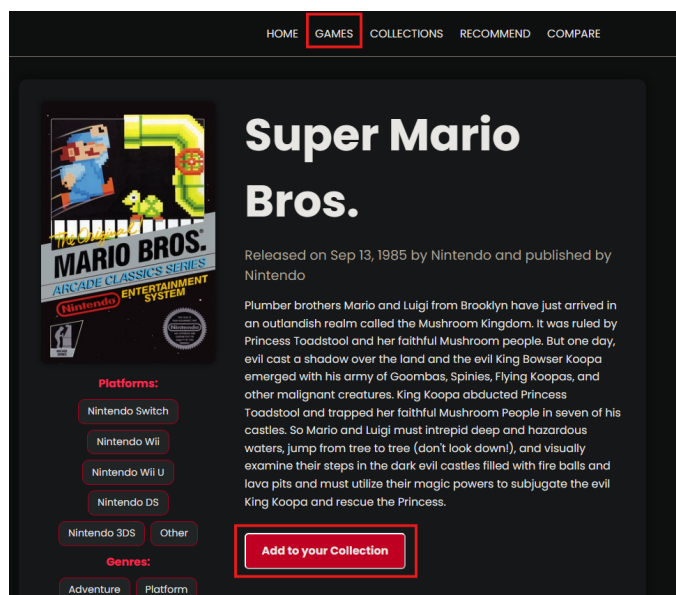 HOME GAMES COLLECTIONS RECOMMEND COMPARE
Super Mario
Bros.
Released on Sep 13, 1985 by Nintendo and published by
Nintendo
Plumber brothers Mario and Luigi from Brooklyn have just arrived in
an outlandish realm called the Mushroom Kingdom. It was ruled by
Princess Toadstool and her faithful Mushroom people. But one day,
evil cast a shadow over the land and the evil King Bowser Koopa
emerged with his army of Goombas, Spinies, Flying Koopas, and
other malignant creatures. King Koopa abducted Princess
Toadstool and trapped her faithful Mushroom People in seven of his
castles. So Mario and Luigi must intrepid deep and hazardous
waters, jump from tree to tree (don't look down!), and visually
examine their steps in the dark evil castles filled with fire balls and
lava pits and must utilize their magic powers to subjugate the evil
King Koopa and rescue the Princess.
Add to your Collection
The Original
MARIO BROS.
ARCADE CLASSICS SERIES
Nintendo ENTERTAINMENT
SYSTEM
Nintendo
Platforms:
Nintendo Switch
Nintendo Wii
Nintendo Wii U
Nintendo DS
Nintendo 3DS Other
Genres:
Adventure Platform